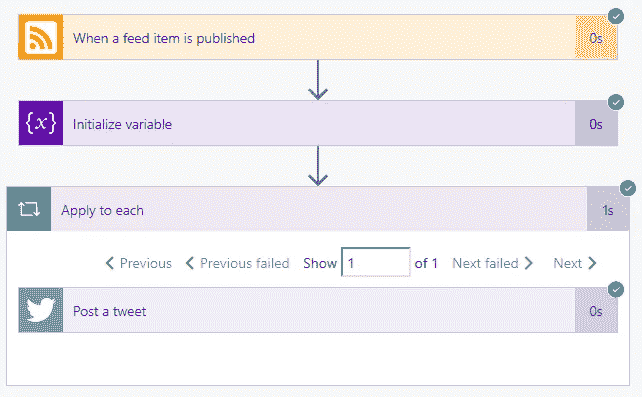 When a feed item is published 0s
{x} Initialize variable 0s
Apply to each 1s
Previous Previous failed Show 1 of 1 Next failed Next
Post a tweet 0s